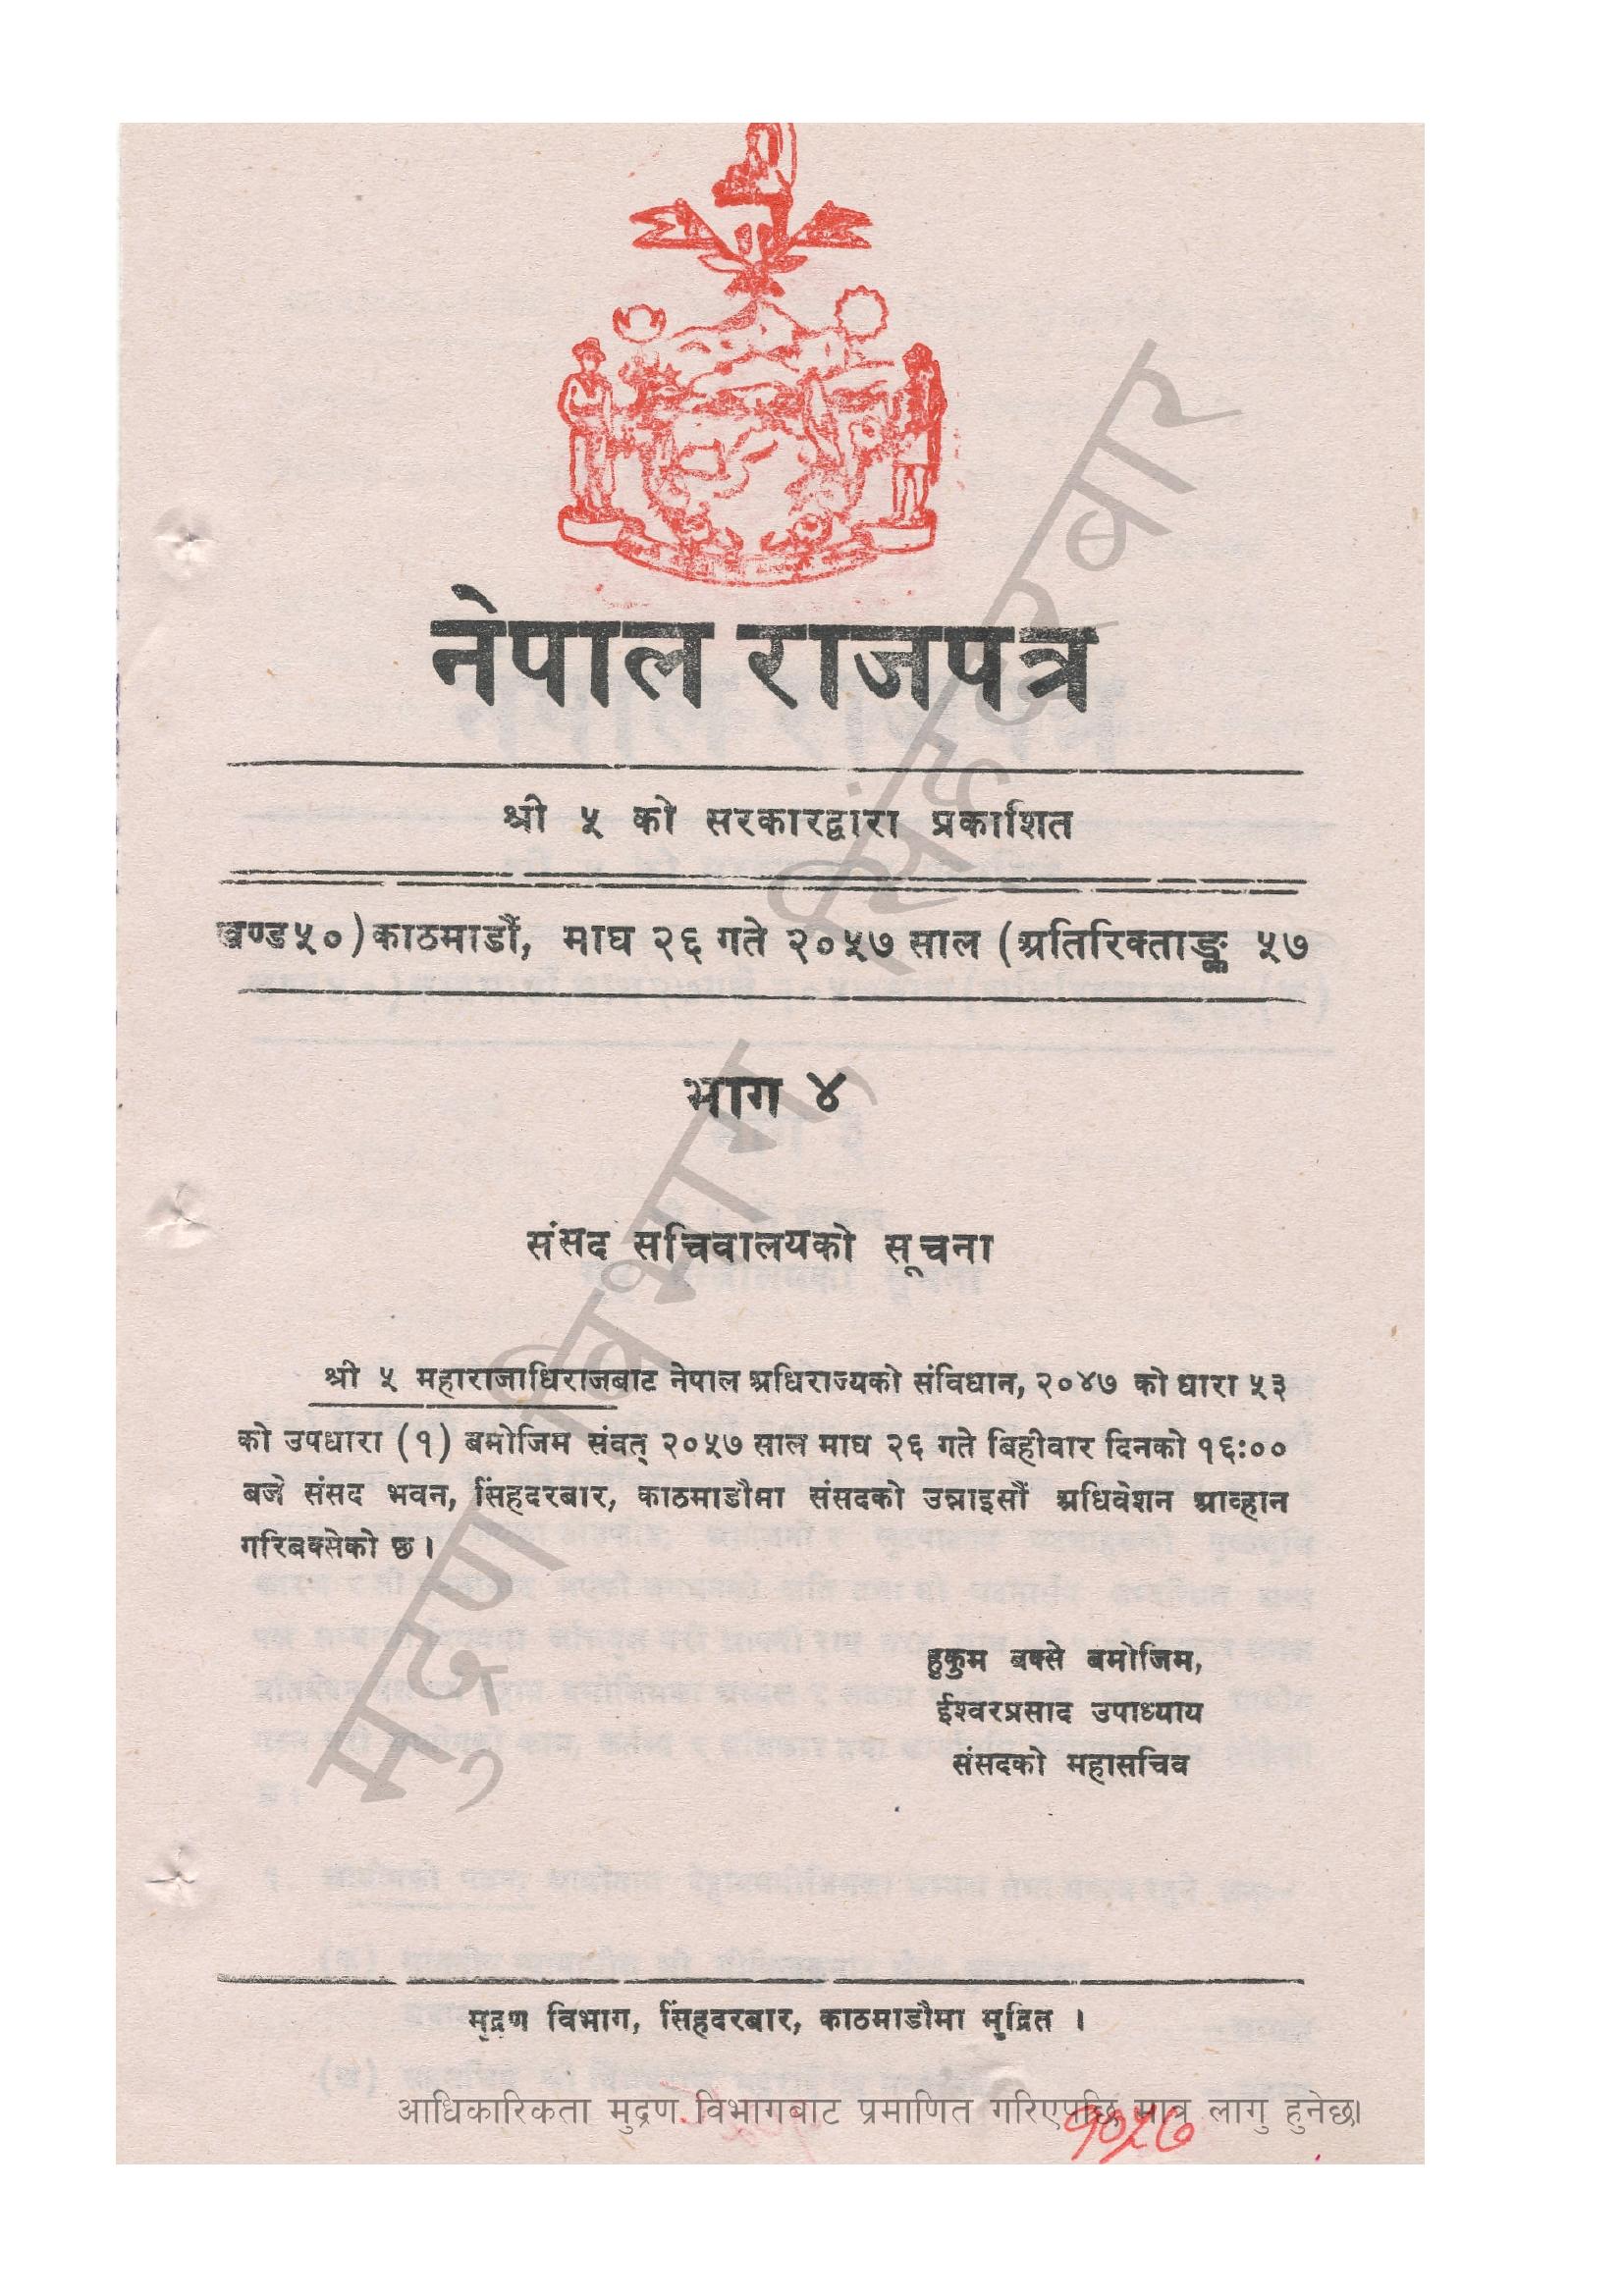 नेपाल राजपत्र
श्री ५ को सरकारद्वारा प्रकाशित
खण्ड५०) काठमाडौं, माघ २६ गते २०५७ साल (अतिरिक्ताङ्क ५७
भाग ४
संसद सचिवालयको सूचना
श्री ५ महाराजाधिराजबाट नेपाल अधिराज्यको संविधान, २०४७ को धारा ५३
को उपधारा (१) बमोजिम संवत् २०५७ साल माघ २६ गते बिहीवार दिनको १६:००
बजे संसद भवन, सिंहदरबार, काठमाडौमा संसदको उन्नाइसौं अधिवेशन आव्हान
गरिबक्सेको छ।
हुकुम बक्से बमोजिम,
ईश्वरप्रसाद उपाध्याय
संसदको महासचिव
मुद्रण विभाग, सिंहदरबार, काठमाडौमा मुद्रित ।
आधिकारिकता मुद्रण विभागबाट प्रमाणित गरिएपछि मात्र लागु हुनेछ।
मुद्रण विभाग, सिंहदरबार